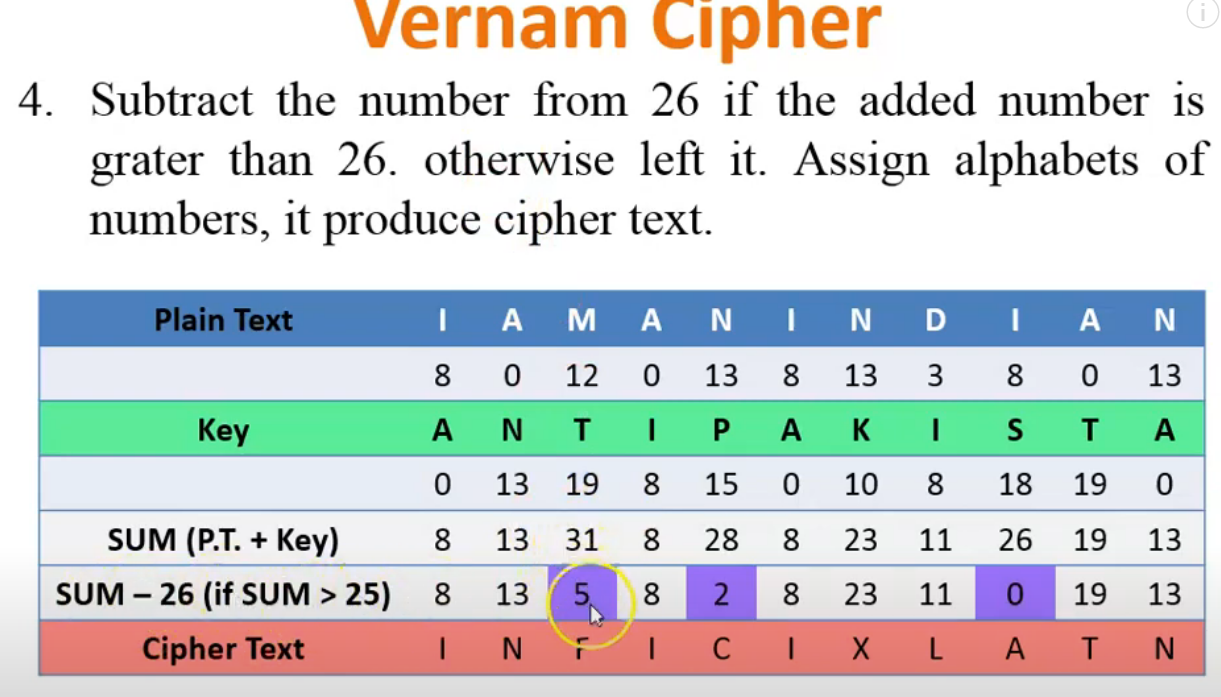 Vernam Cipher
4. Subtract the number from 26 if the added number is
grater than 26. otherwise left it. Assign alphabets of
numbers, it produce cipher text.
Plain Text I A M A N I N D I A N
8 0 12 0 13 8 13 3 8 0 13
Key A N T I P A K I S T A
0 13 19 8 15 0 10 8 18 19 0
SUM (P.T. + Key) 8 13 31 8 28 8 23 11 26 19 13
SUM – 26 (if SUM > 25) 8 13 5 8 2 8 23 11 0 19 13
Cipher Text I N F I C I X L A T N